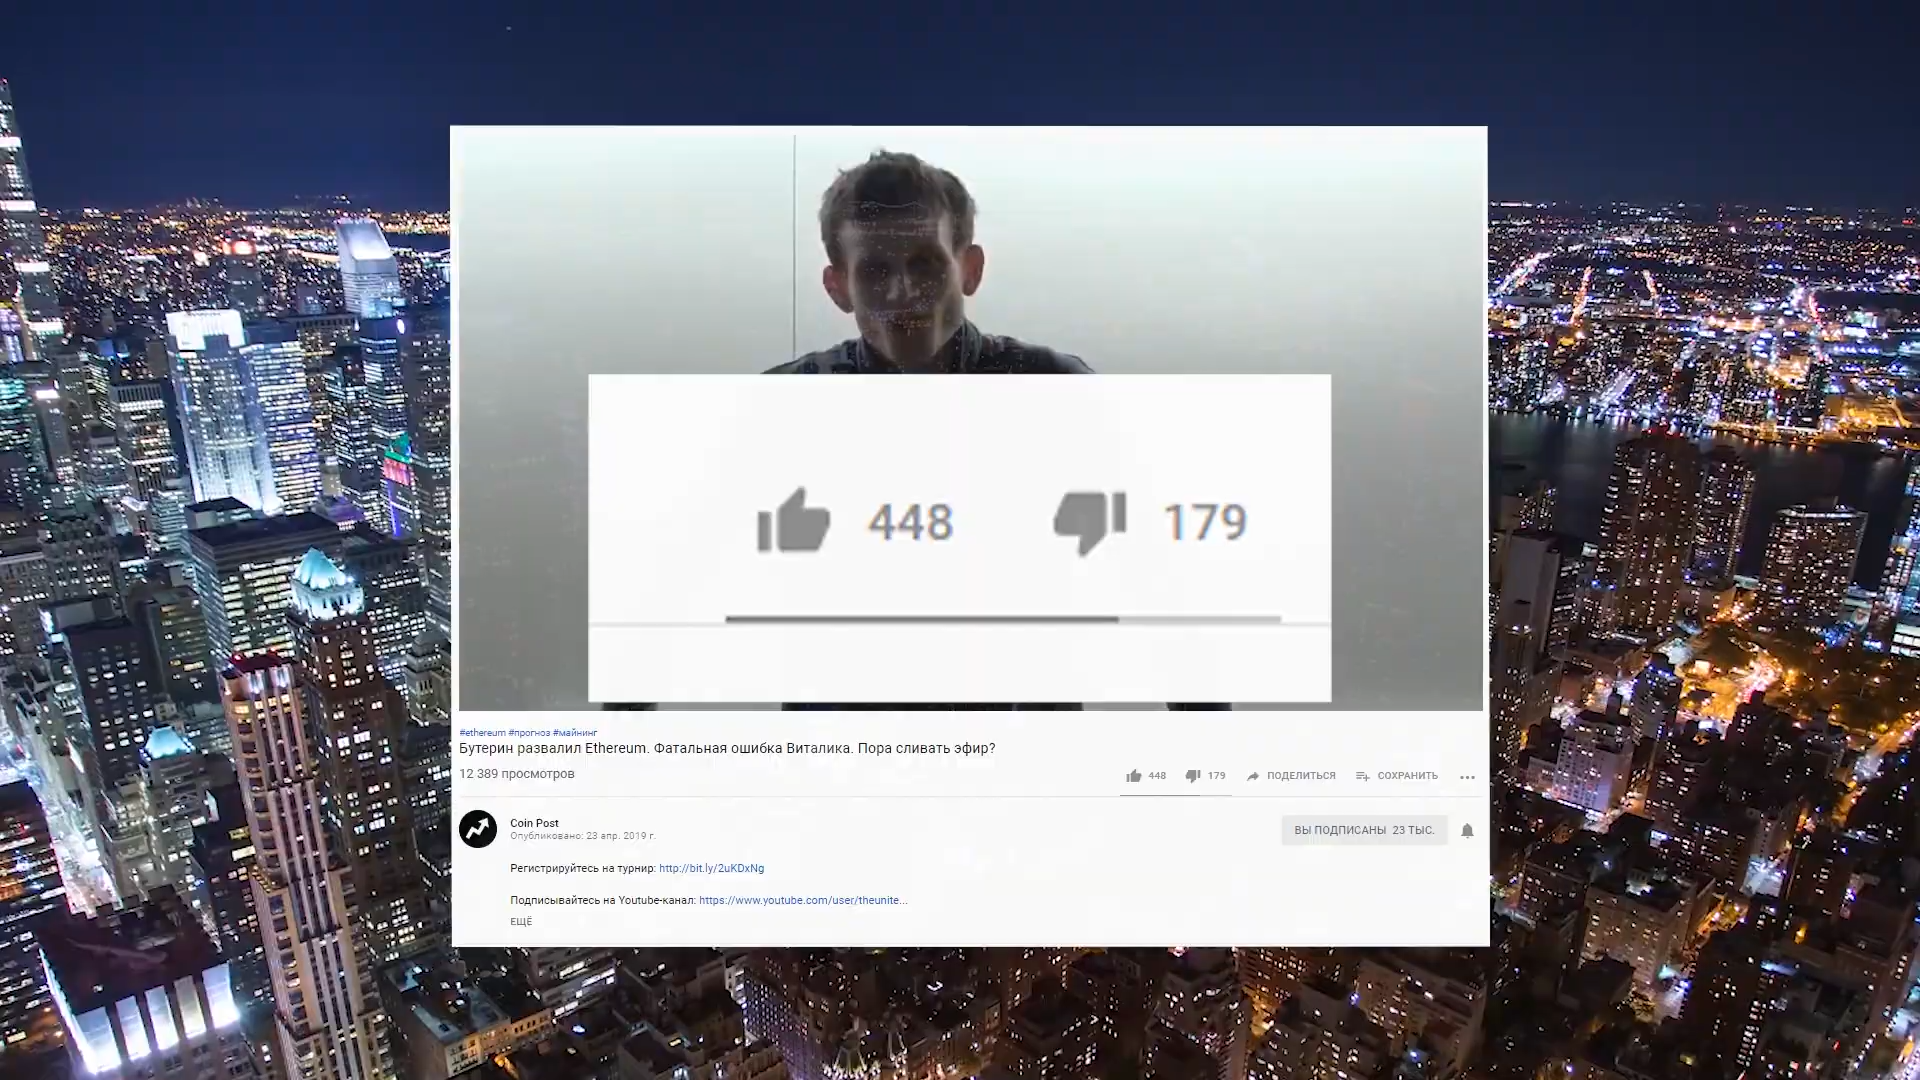 448 179
#ethereum #прогноз #майнинг
Бутерин развалил Ethereum. Фатальная ошибка Виталика. Пора сливать эфир?
12 389 просмотров
448 179 ПОДЕЛИТЬСЯ СОХРАНИТЬ
Coin Post
Опубликовано: 23 апр. 2019 г.
ВЫ ПОДПИСАНЫ 23 ТЫС.
Регистрируйтесь на турнир: http://bit.ly/2uKDxNg
Подписывайтесь на Youtube-канал: https://www.youtube.com/user/theunite...
ЕЩЁ